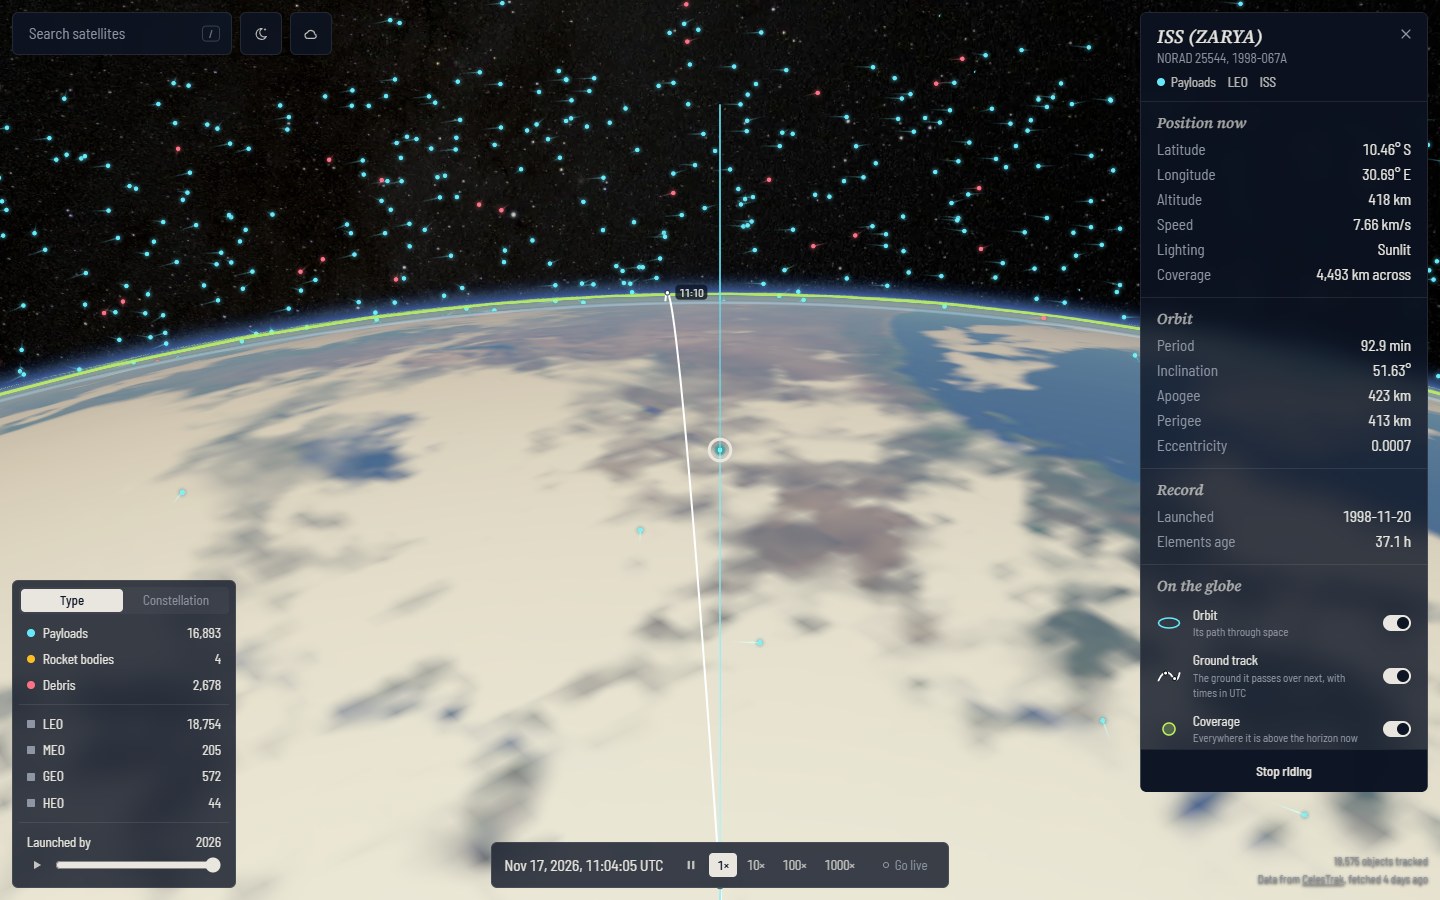 Search satellites /
ISS (ZARYA)
NORAD 25544, 1998-067A
Payloads LEO ISS
Position now
Latitude 10.46° S
Longitude 30.69° E
Altitude 418 km
Speed 7.66 km/s
Lighting Sunlit
Coverage 4,493 km across
Orbit
Period 92.9 min
Inclination 51.63°
Apogee 423 km
Perigee 413 km
Eccentricity 0.0007
Record
Launched 1998-11-20
Elements age 37.1 h
On the globe
Orbit
Its path through space
Ground track
The ground it passes over next, with
times in UTC
Coverage
Everywhere it is above the horizon now
Stop riding
11:10
Type Constellation
Payloads 16,893
Rocket bodies 4
Debris 2,678
LEO 18,754
MEO 205
GEO 572
HEO 44
Launched by 2026
Nov 17, 2026, 11:04:05 UTC 1× 10× 100× 1000× Go live
19,575 objects tracked
Data from CelesTrak, fetched 4 days ago